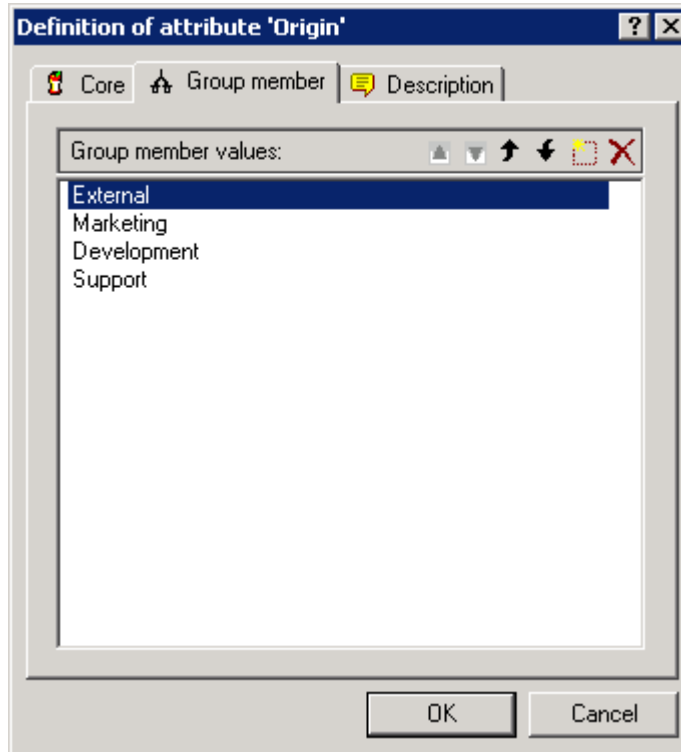 Definition of attribute 'Origin'
Core Group member Description
Group member values:
External
Marketing
Development
Support
OK Cancel